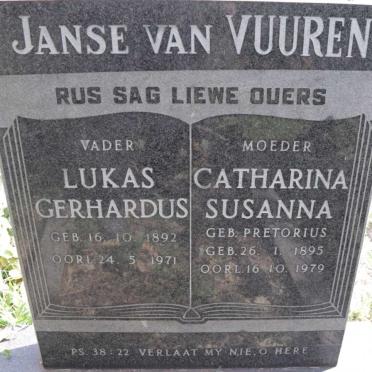 JANSE VAN VUUREN
RUS SAG LIEWE OUERS
VADER
LUKAS
GERHARDUS
GEB. 16. 10. 1892
OORL. 24. 5. 1971
MOEDER
CATHARINA
SUSANNA
GEB. PRETORIUS
GEB. 26. 1. 1895
OORL. 16. 10. 1979
PS. 38 : 22 VERLAAT MY NIE, O HERE